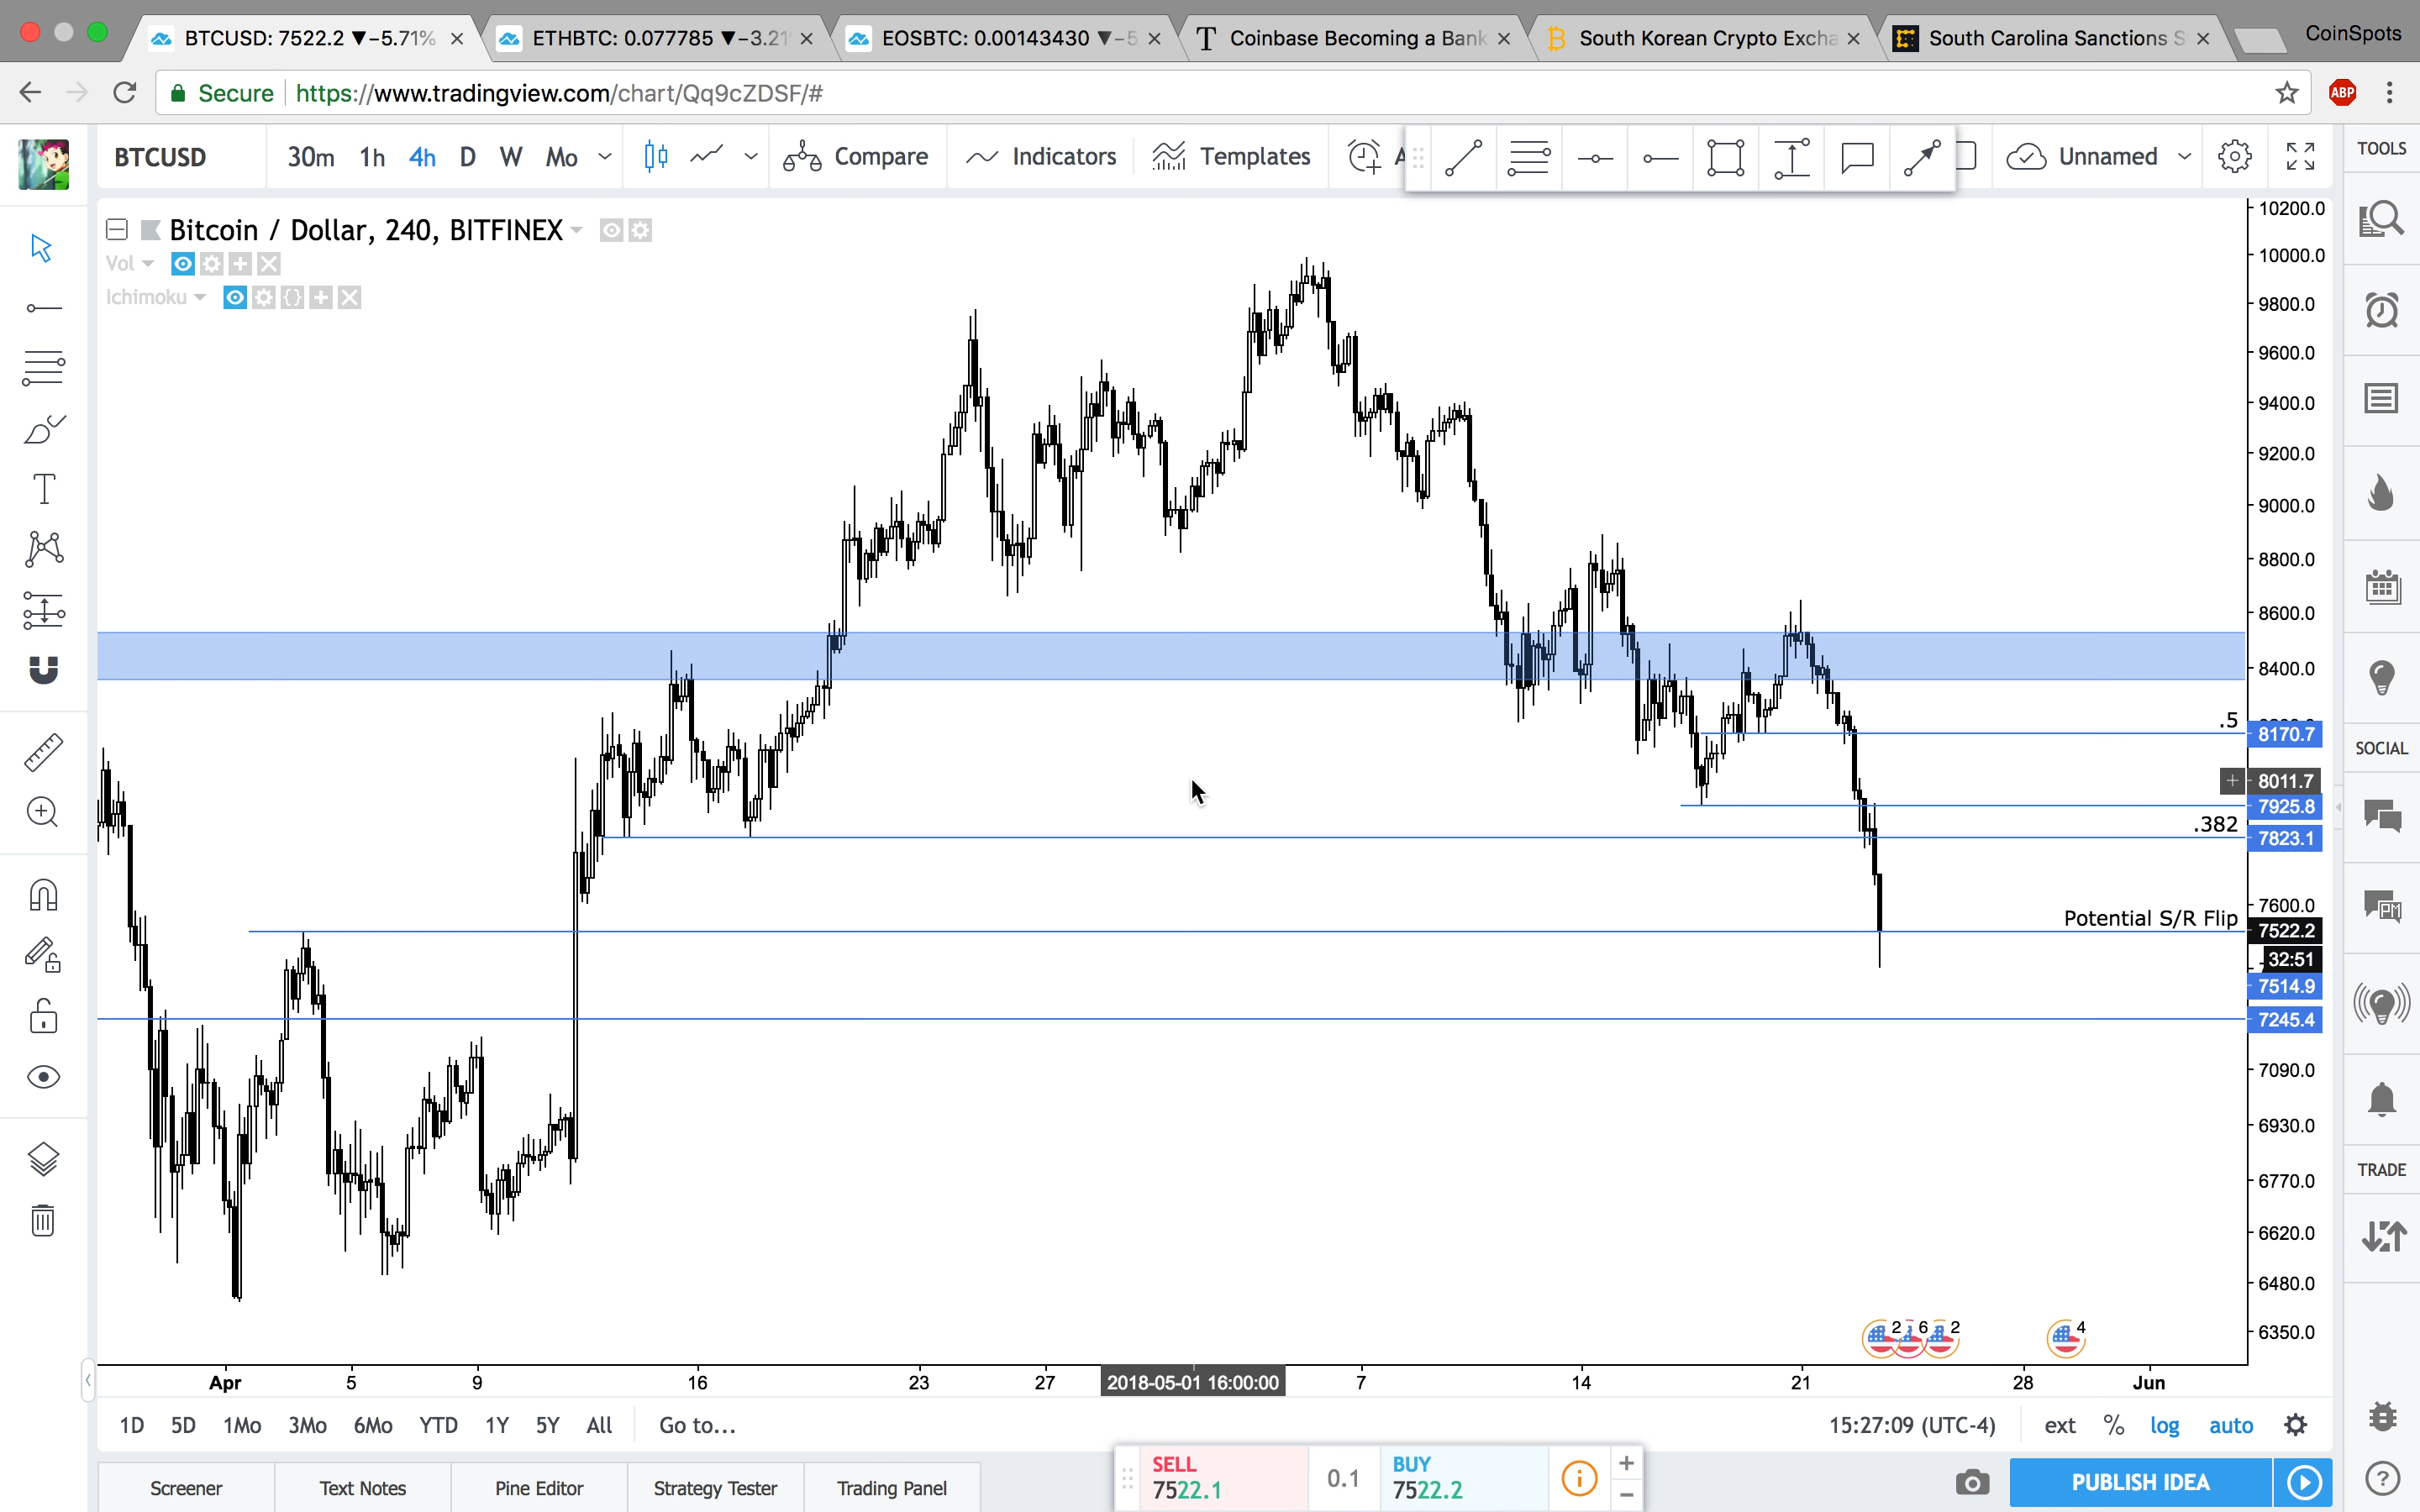 BTCUSD: 7522.2 ▼−5.71%
ETHBTC: 0.077785 ▼−3.21
EOSBTC: 0.00143430 ▼−5
Coinbase Becoming a Bank
South Korean Crypto Excha
South Carolina Sanctions S
CoinSpots
Secure https://www.tradingview.com/chart/Qq9cZDSF/#
ABP
BTCUSD 30m 1h 4h D W Mo Compare Indicators Templates Unnamed
TOOLS
Bitcoin / Dollar, 240, BITFINEX
Vol
Ichimoku
10200.0
10000.0
9800.0
9600.0
9400.0
9200.0
9000.0
8800.0
8600.0
8400.0
.5
8170.7
8011.7
7925.8
.382
7823.1
7600.0
Potential S/R Flip
7522.2
32:51
7514.9
7245.4
7090.0
6930.0
6770.0
6620.0
6480.0
6350.0
SOCIAL
PM
TRADE
2 6 2 4
Apr 5 9 16 23 27 2018-05-01 16:00:00 7 14 21 28 Jun
1D 5D 1Mo 3Mo 6Mo YTD 1Y 5Y All Go to... 15:27:09 (UTC-4) ext % log auto
Screener Text Notes Pine Editor Strategy Tester Trading Panel
SELL
7522.1
0.1
BUY
7522.2
PUBLISH IDEA